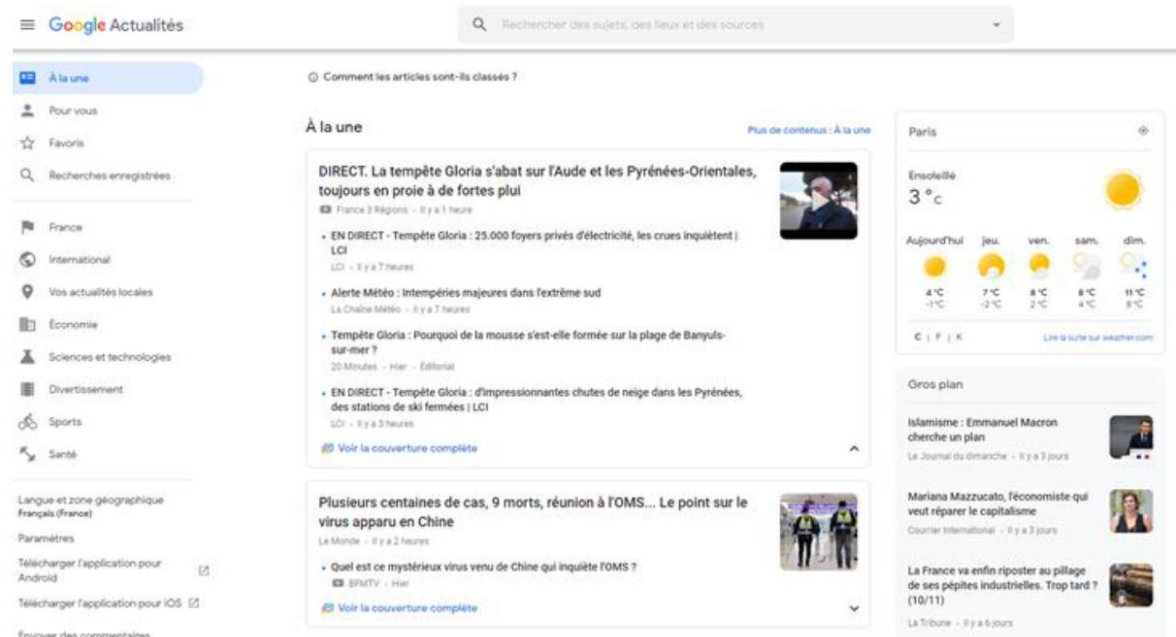 Google Actualités
Rechercher des sujets, des lieux et des sources
À la une
Pour vous
Favoris
Recherches enregistrées
France
International
Vos actualités locales
Économie
Sciences et technologies
Divertissement
Sports
Santé
Langue et zone géographique
Français (France)
Paramètres
Télécharger l'application pour
Android
Télécharger l'application pour iOS
Envoyer des commentaires
Comment les articles sont-ils classés ?
À la une
Plus de contenus : À la une
DIRECT. La tempête Gloria s'abat sur l'Aude et les Pyrénées-Orientales,
toujours en proie à de fortes plui
France 3 Régions - Il y a 1 heure
EN DIRECT - Tempête Gloria : 25.000 foyers privés d'électricité, les crues inquiètent |
LCI
LCI - Il y a 7 heures
Alerte Météo : Intempéries majeures dans l'extrême sud
La Chaîne Météo - Il y a 7 heures
Tempête Gloria : Pourquoi de la mousse s'est-elle formée sur la plage de Banyuls-
sur-mer ?
20 Minutes - Hier - Éditorial
EN DIRECT - Tempête Gloria : d'impressionnantes chutes de neige dans les Pyrénées,
des stations de ski fermées | LCI
LCI - Il y a 3 heures
Voir la couverture complète
Plusieurs centaines de cas, 9 morts, réunion à l'OMS... Le point sur le
virus apparu en Chine
Le Monde - Il y a 2 heures
Quel est ce mystérieux virus venu de Chine qui inquiète l'OMS ?
BFMTV - Hier
Voir la couverture complète
Paris
Ensoleillé
3 °C
Aujourd'hui jeu. ven. sam. dim.
4 °C 7 °C 8 °C 8 °C 11 °C
-1 °C -2 °C 2 °C 4 °C 8 °C
C | F | K
Lire la suite sur weather.com
Gros plan
Islamisme : Emmanuel Macron
cherche un plan
Le Journal du dimanche - Il y a 3 jours
Mariana Mazzucato, l'économiste qui
veut réparer le capitalisme
Courrier International - Il y a 3 jours
La France va enfin riposter au pillage
de ses pépites industrielles. Trop tard ?
(10/11)
La Tribune - Il y a 6 jours